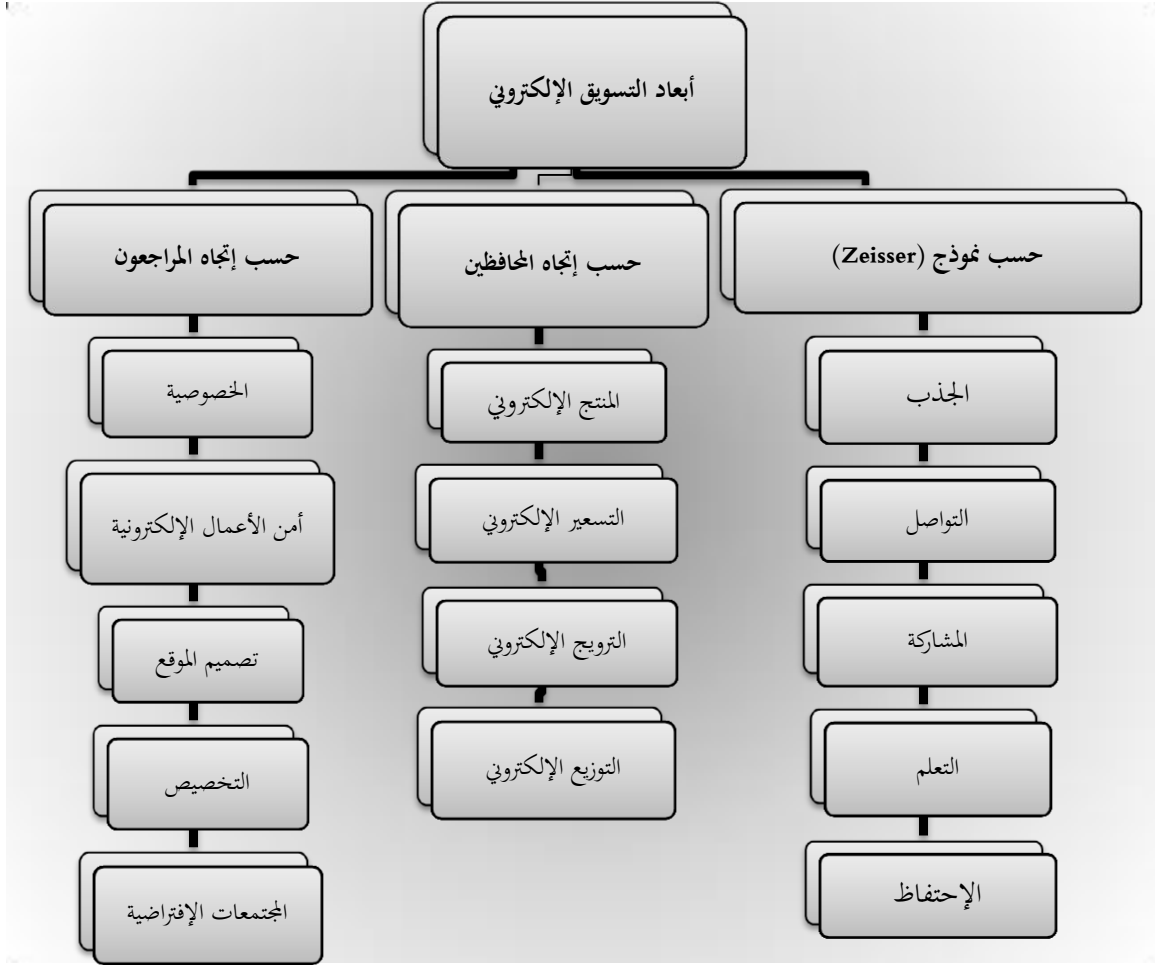 أبعاد التسويق الإلكتروني
حسب نموذج (Zeisser)
الجذب
التواصل
المشاركة
التعلم
الإحتفاظ
حسب إتجاه المحافظين
المنتج الإلكتروني
التسعير الإلكتروني
الترويج الإلكتروني
التوزيع الإلكتروني
حسب إتجاه المراجعون
الخصوصية
أمن الأعمال الإلكترونية
تصميم الموقع
التخصيص
المجتمعات الإفتراضية